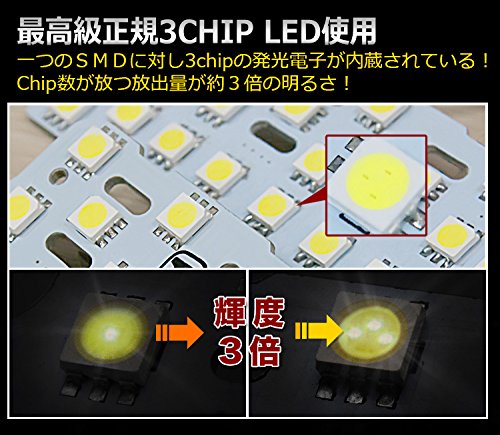 最高級正規3CHIP LED使用
一つのＳＭＤに対し3chipの発光電子が内蔵されている！
Chip数が放つ放出量が約３倍の明るさ！
輝度
３倍